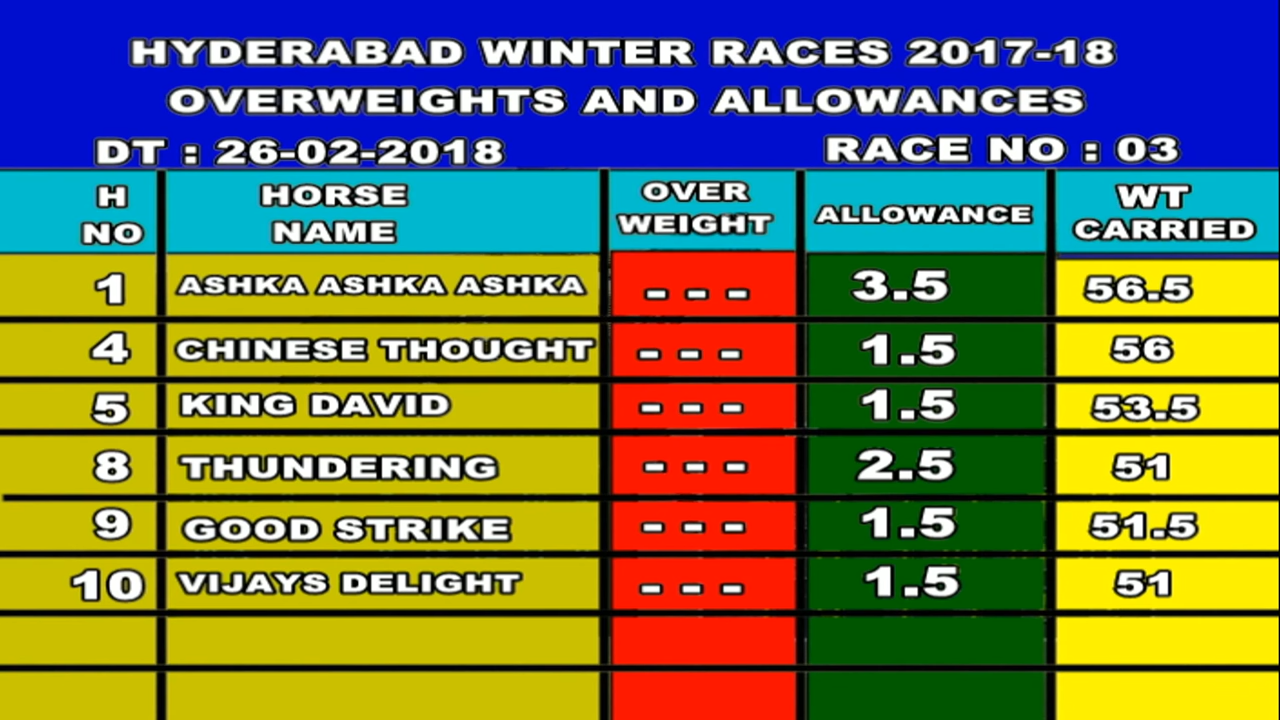 HYDERABAD WINTER RACES 2017-18
OVERWEIGHTS AND ALLOWANCES
DT : 26-02-2018 RACE NO : 03
H NO HORSE NAME OVER WEIGHT ALLOWANCE WT CARRIED
1 ASHKA ASHKA ASHKA - - - 3.5 56.5
4 CHINESE THOUGHT - - - 1.5 56
5 KING DAVID - - - 1.5 53.5
8 THUNDERING - - - 2.5 51
9 GOOD STRIKE - - - 1.5 51.5
10 VIJAYS DELIGHT - - - 1.5 51